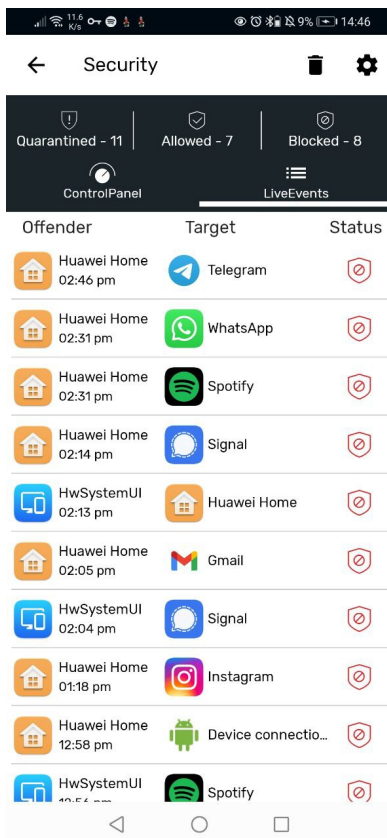 11.6 K/s 9% 14:46
Security
Quarantined - 11 Allowed - 7 Blocked - 8
ControlPanel LiveEvents
Offender Target Status
Huawei Home
02:46 pm
Telegram
Huawei Home
02:31 pm
WhatsApp
Huawei Home
02:31 pm
Spotify
Huawei Home
02:14 pm
Signal
HwSystemUI
02:13 pm
Huawei Home
Huawei Home
02:05 pm
Gmail
HwSystemUI
02:04 pm
Signal
Huawei Home
01:18 pm
Instagram
Huawei Home
12:58 pm
Device connectio...
HwSystemUI
12:56 pm
Spotify